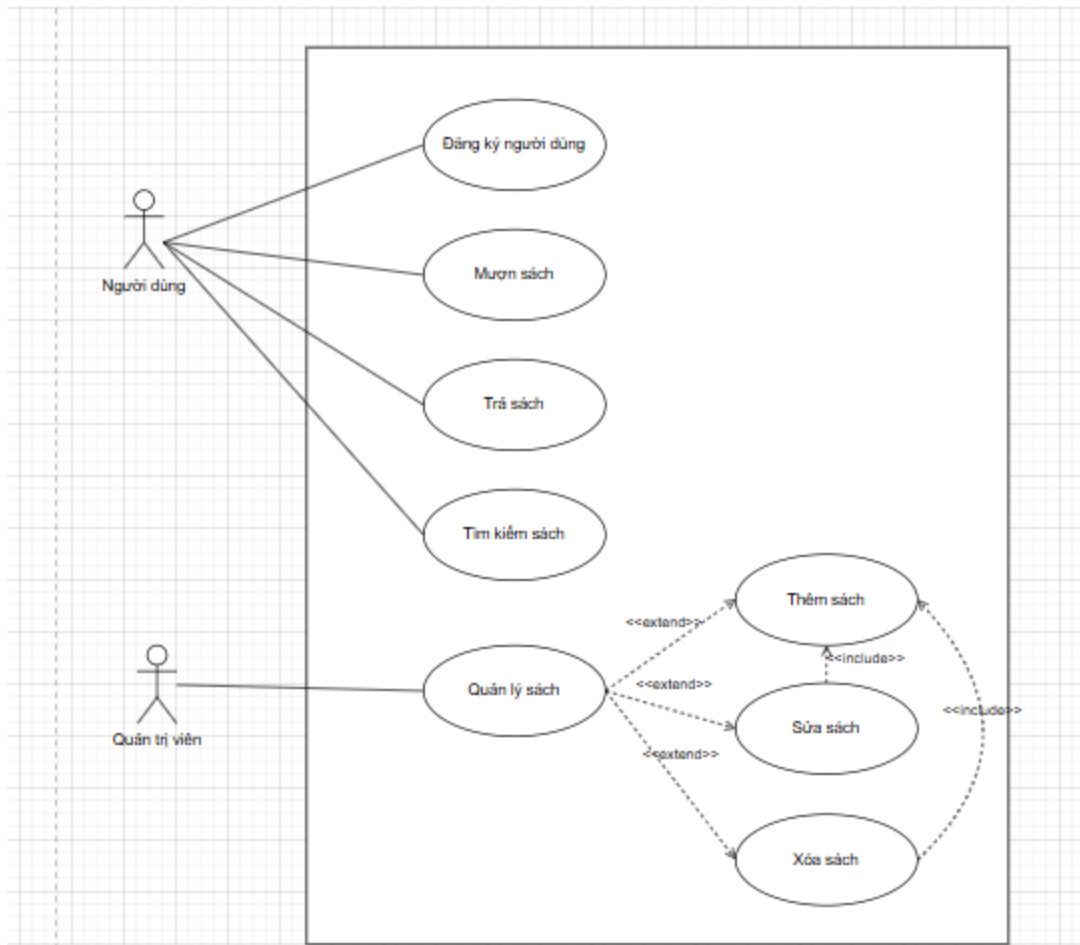 Đăng ký người dùng
Người dùng
Mượn sách
Trả sách
Tìm kiếm sách
Thêm sách
<<extend>>
<<include>>
<<extend>>
Quản lý sách
<<include>>
Sửa sách
Quản trị viên
<<extend>>
Xóa sách